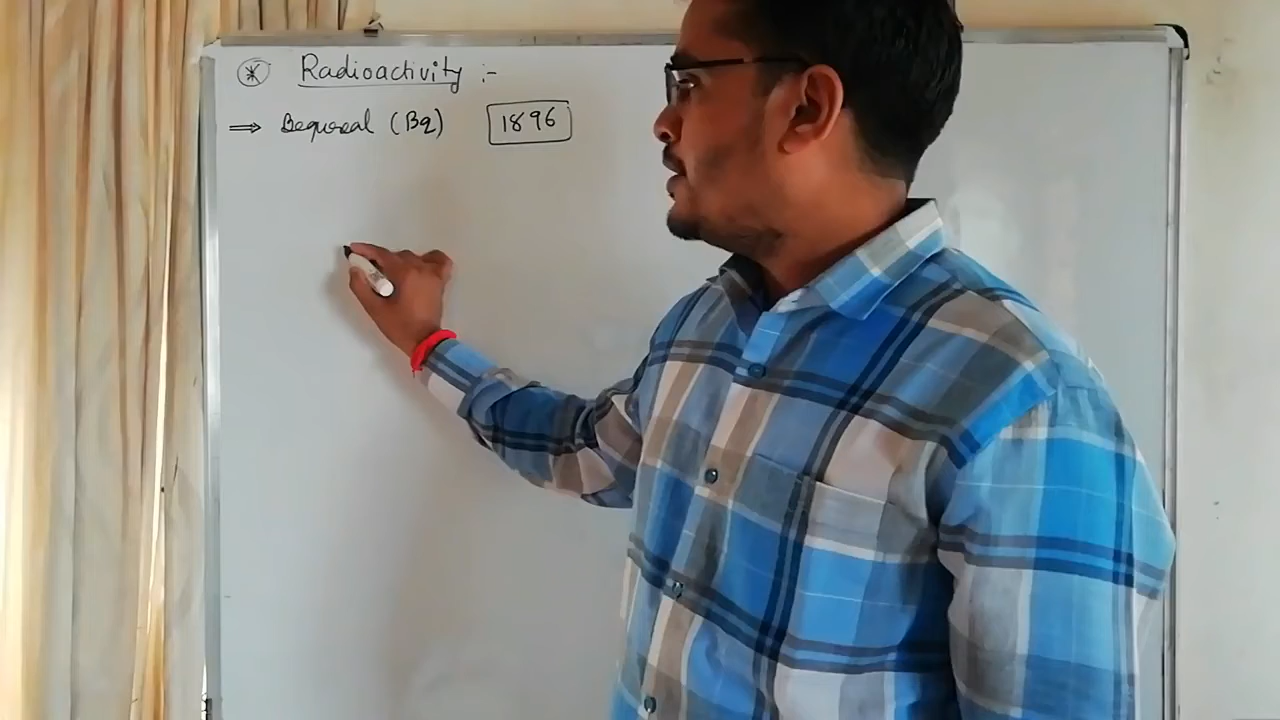 * Radioactivity :-
⇒ Bequeral (Bq) 1896